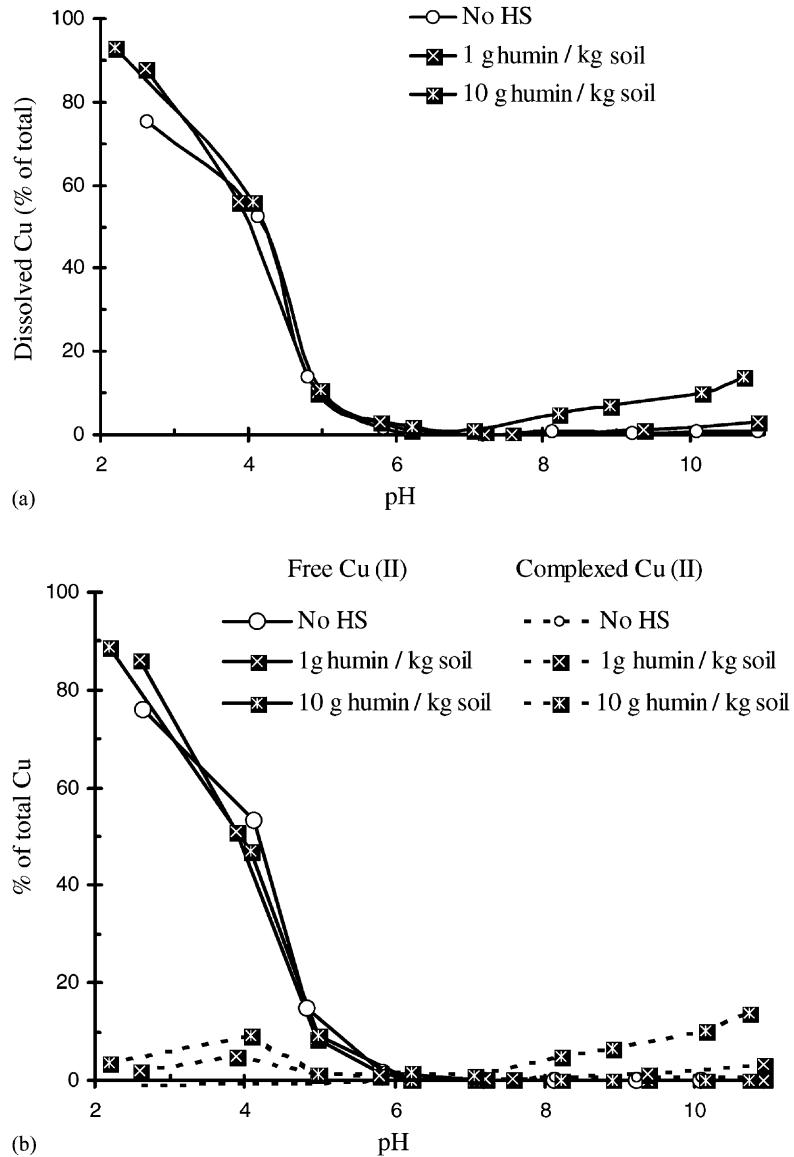 100
80
60
40
20
0
Dissolved Cu (% of total)
No HS
1 g humin / kg soil
10 g humin / kg soil
2
4
6
8
10
pH
(a)
Free Cu (II)
Complexed Cu (II)
No HS
No HS
1g humin / kg soil
1g humin / kg soil
10 g humin / kg soil
10 g humin / kg soil
100
80
60
40
20
0
% of total Cu
2
4
6
8
10
pH
(b)